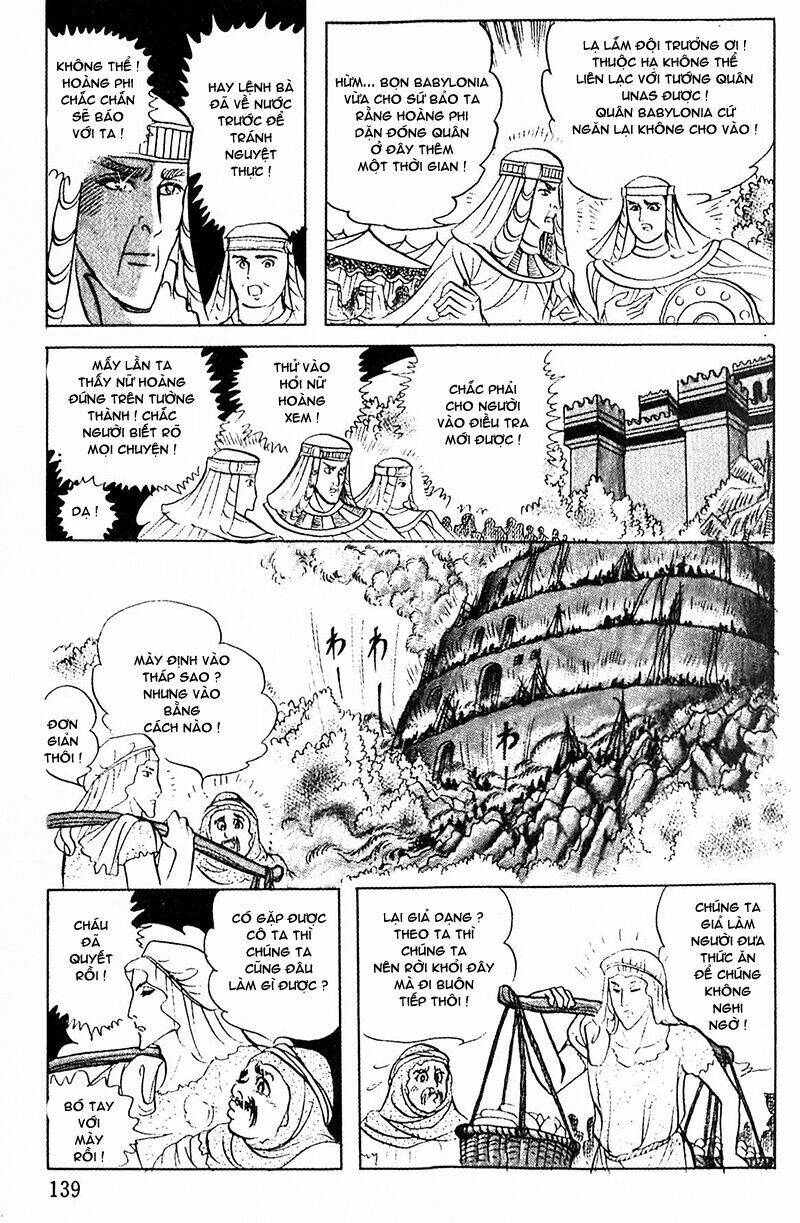 LẠ LẮM ĐỘI TRƯỞNG ƠI !
THUỘC HẠ KHÔNG THỂ
LIÊN LẠC VỚI TƯỚNG QUÂN
UNAS ĐƯỢC !
QUÂN BABYLONIA CỨ
NGĂN LẠI KHÔNG CHO VÀO !
HỪM... BỌN BABYLONIA
VỪA CHO SỨ BẢO TA
RẰNG HOÀNG PHI
DẶN ĐỒNG QUÂN
Ở ĐÂY THÊM
MỘT THỜI GIAN !
HAY LỆNH BÀ
ĐÃ VỀ NƯỚC
TRƯỚC ĐỂ
TRÁNH
NGUYỆT
THỰC !
KHÔNG THỂ !
HOÀNG PHI
CHẮC CHẮN
SẼ BÁO
VỚI TA !
CHẮC PHÁI
CHO NGƯỜI
VÀO ĐIỀU TRA
MỚI ĐƯỢC !
THỬ VÀO
HỎI NỮ
HOÀNG
XEM !
MẤY LẦN TA
THẤY NỮ HOÀNG
ĐỨNG TRÊN TƯỜNG
THÀNH ! CHẮC
NGƯỜI BIẾT RÕ
MỌI CHUYỆN !
DẠ !
わ
わ
わ
MÀY ĐỊNH VÀO
THÁP SAO ?
NHƯNG VÀO
BẰNG
CÁCH NÀO !
ĐƠN
GIẢN
THÔI !
CHÚNG TA
GIẢ LÀM
NGƯỜI ĐƯA
THỨC ĂN
ĐỂ CHÚNG
KHÔNG
NGHI
NGỜ !
LẠI GIẢ DẠNG ?
THEO TA THÌ
CHÚNG TA
NÊN RỜI KHỎI ĐÂY
MÀ ĐI BUÔN
TIẾP THÔI !
CÓ GẶP ĐƯỢC
CÔ TA THÌ
CHÚNG TA
CŨNG ĐÂU
LÀM GÌ ĐƯỢC ?
CHÁU
ĐÃ
QUYẾT
RỒI !
BÓ TAY
VỚI
MÀY
RỒI !
139